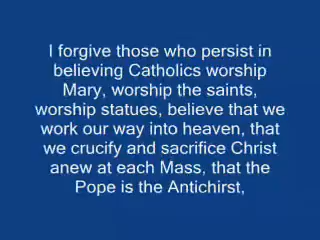 I forgive those who persist in
believing Catholics worship
Mary, worship the saints,
worship statues, believe that we
work our way into heaven, that
we crucify and sacrifice Christ
anew at each Mass, that the
Pope is the Antichirst,